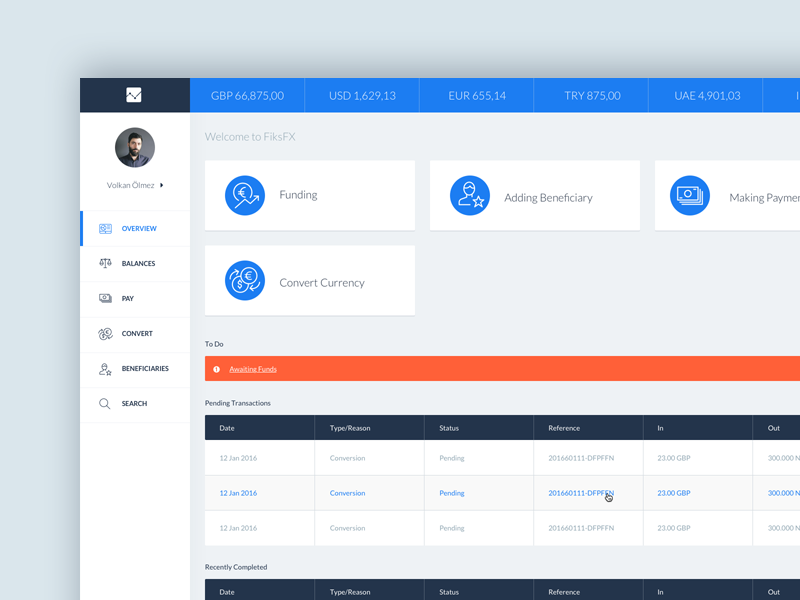 GBP 66,875,00 USD 1,629,13 EUR 655,14 TRY 875,00 UAE 4,901,03
Welcome to FiksFX
Volkan Ölmez
Funding Adding Beneficiary Making Paymen
Convert Currency
OVERVIEW
BALANCES
PAY
CONVERT
BENEFICIARIES
SEARCH
To Do
Awaiting Funds
Pending Transactions
Date Type/Reason Status Reference In Out
12 Jan 2016 Conversion Pending 201660111-DFPFFN 23.00 GBP 300.000 N
12 Jan 2016 Conversion Pending 201660111-DFPFFN 23.00 GBP 300.000 N
12 Jan 2016 Conversion Pending 201660111-DFPFFN 23.00 GBP 300.000 N
Recently Completed
Date Type/Reason Status Reference In Out